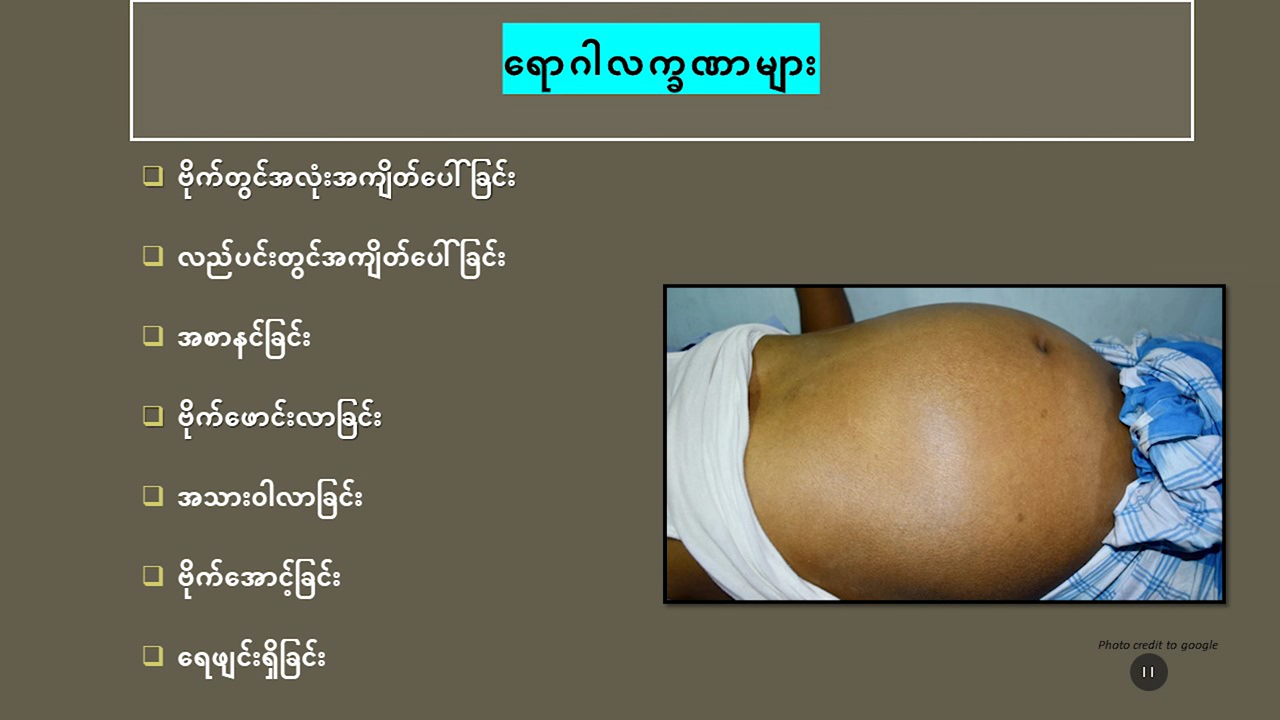 ရောဂါလက္ခဏာများ
ဗိုက်တွင်အလုံးအကျိတ်ပေါ်ခြင်း
လည်ပင်းတွင်အကျိတ်ပေါ်ခြင်း
အစာနင်ခြင်း
ဗိုက်ဖောင်းလာခြင်း
အသားဝါလာခြင်း
ဗိုက်အောင့်ခြင်း
ရေဖျင်းရှိခြင်း
Photo credit to google